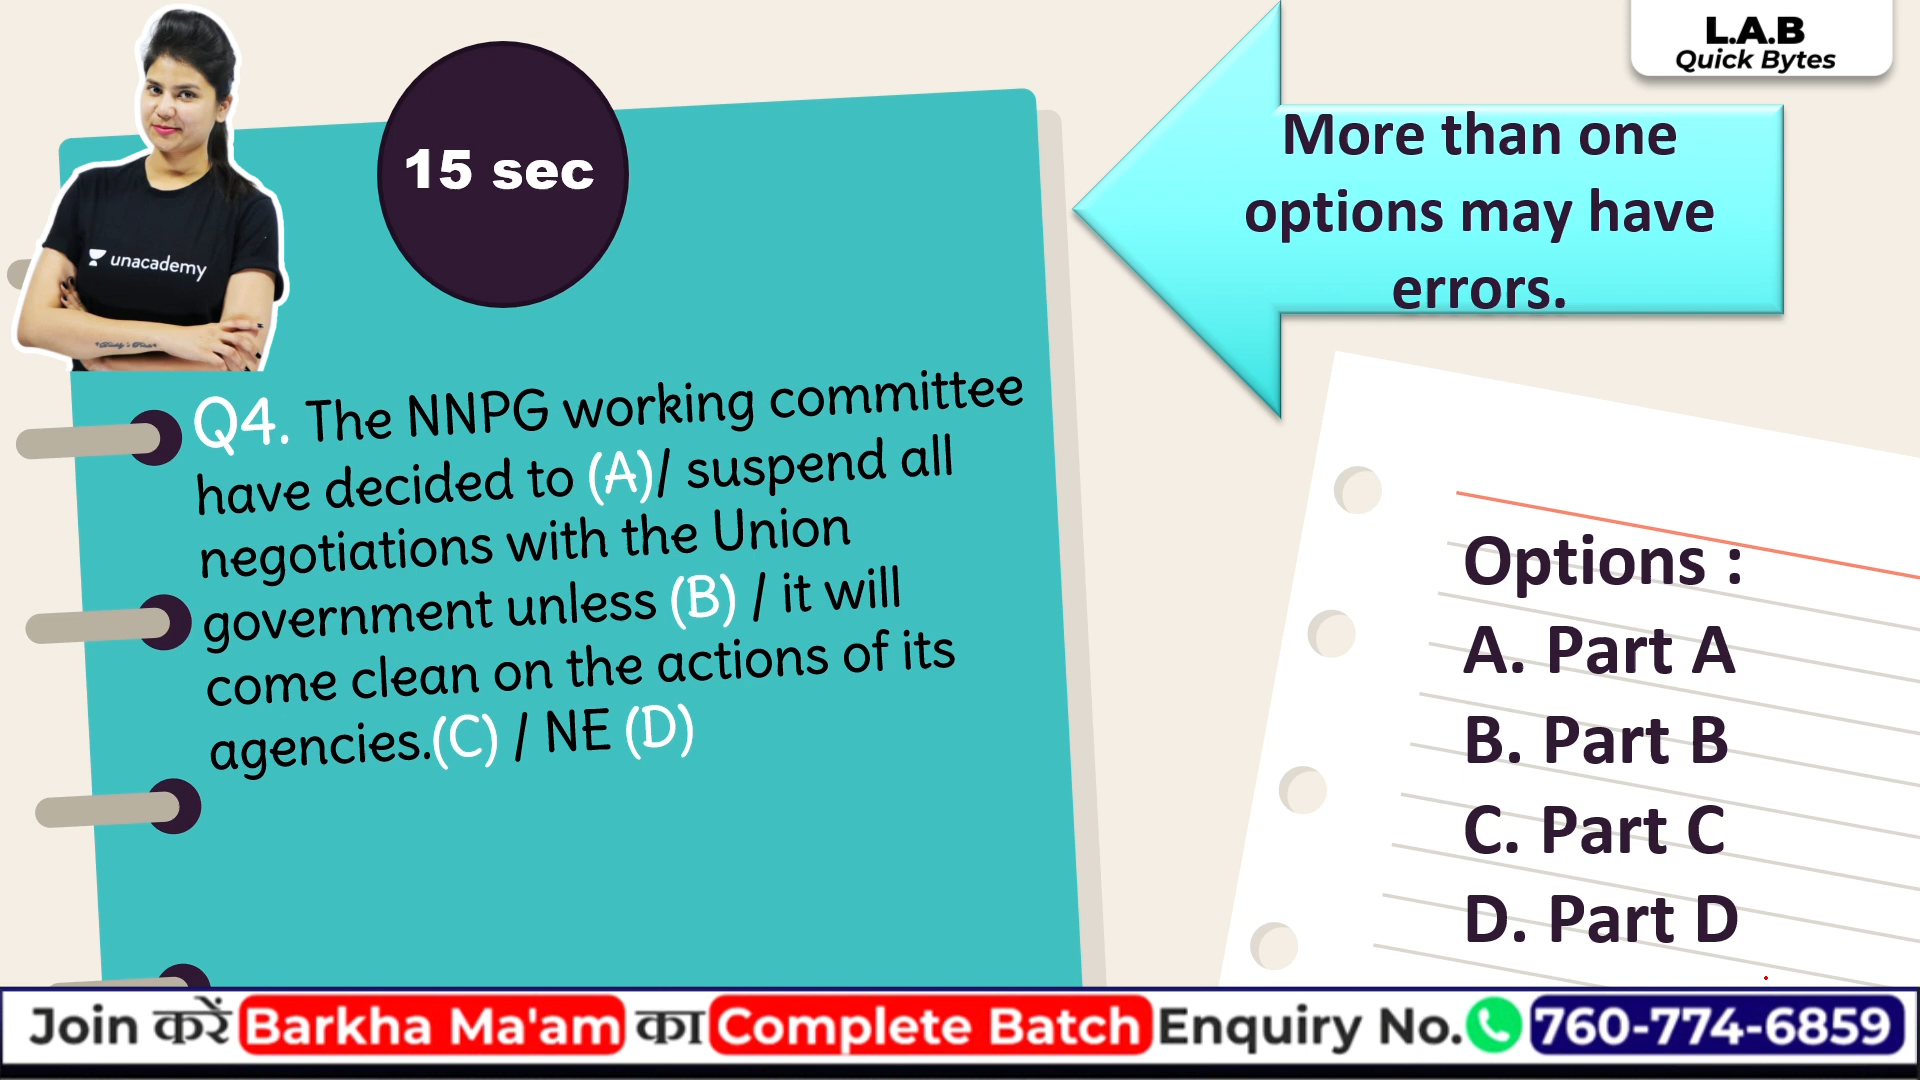 L.A.B
Quick Bytes
15 sec
More than one
options may have
errors.
unacademy
Q4. The NNPG working committee
have decided to (A)/ suspend all
negotiations with the Union
government unless (B) / it will
come clean on the actions of its
agencies.(C) / NE (D)
Options :
A. Part A
B. Part B
C. Part C
D. Part D
Join करें Barkha Ma'am का Complete Batch Enquiry No. 760-774-6859